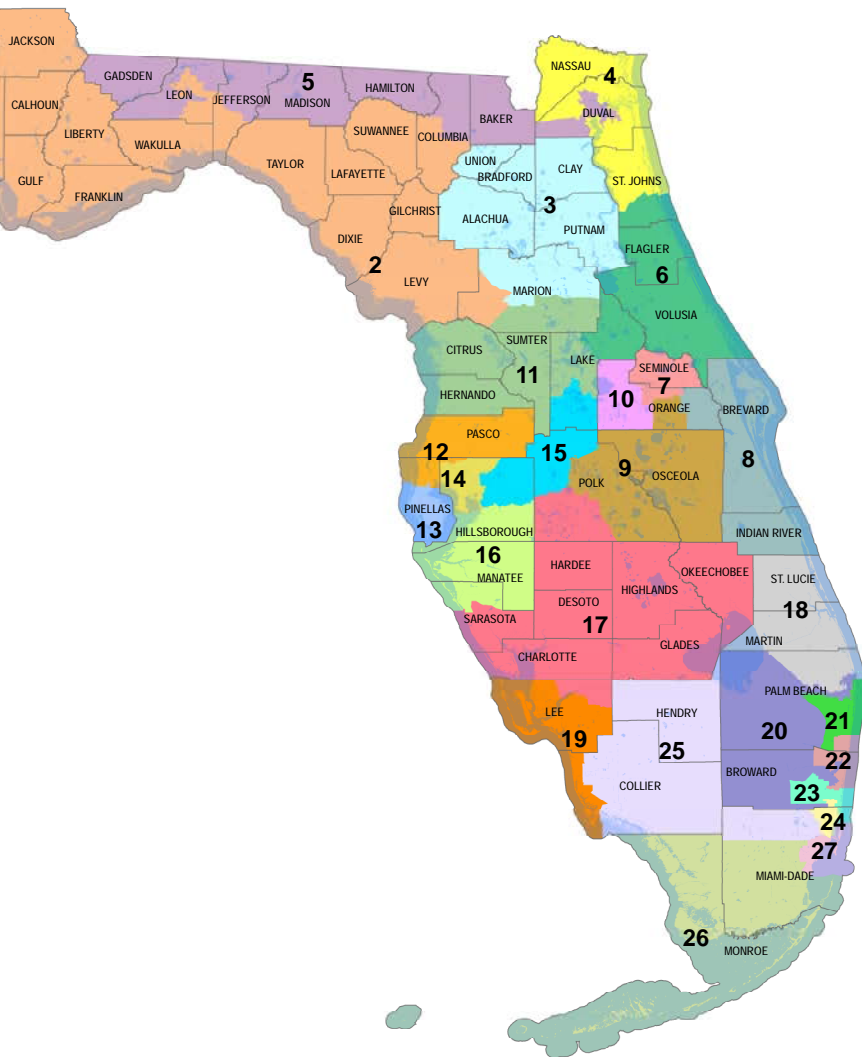 JACKSON
NASSAU
4
GADSDEN
5
HAMILTON
LEON
JEFFERSON
MADISON
CALHOUN
BAKER
DUVAL
LIBERTY
SUWANNEE
COLUMBIA
WAKULLA
UNION
TAYLOR
LAFAYETTE
BRADFORD
CLAY
GULF
ST. JOHNS
FRANKLIN
GILCHRIST
3
ALACHUA
PUTNAM
DIXIE
FLAGLER
2
6
LEVY
MARION
VOLUSIA
SUMTER
CITRUS
LAKE
11
SEMINOLE
7
HERNANDO
10
ORANGE
BREVARD
PASCO
12
15
8
14
9
OSCEOLA
POLK
PINELLAS
13
HILLSBOROUGH
INDIAN RIVER
16
HARDEE
OKEECHOBEE
MANATEE
ST. LUCIE
HIGHLANDS
DESOTO
18
SARASOTA
17
MARTIN
GLADES
CHARLOTTE
PALM BEACH
LEE
HENDRY
21
19
20
25
22
BROWARD
COLLIER
23
24
27
MIAMI-DADE
26
MONROE